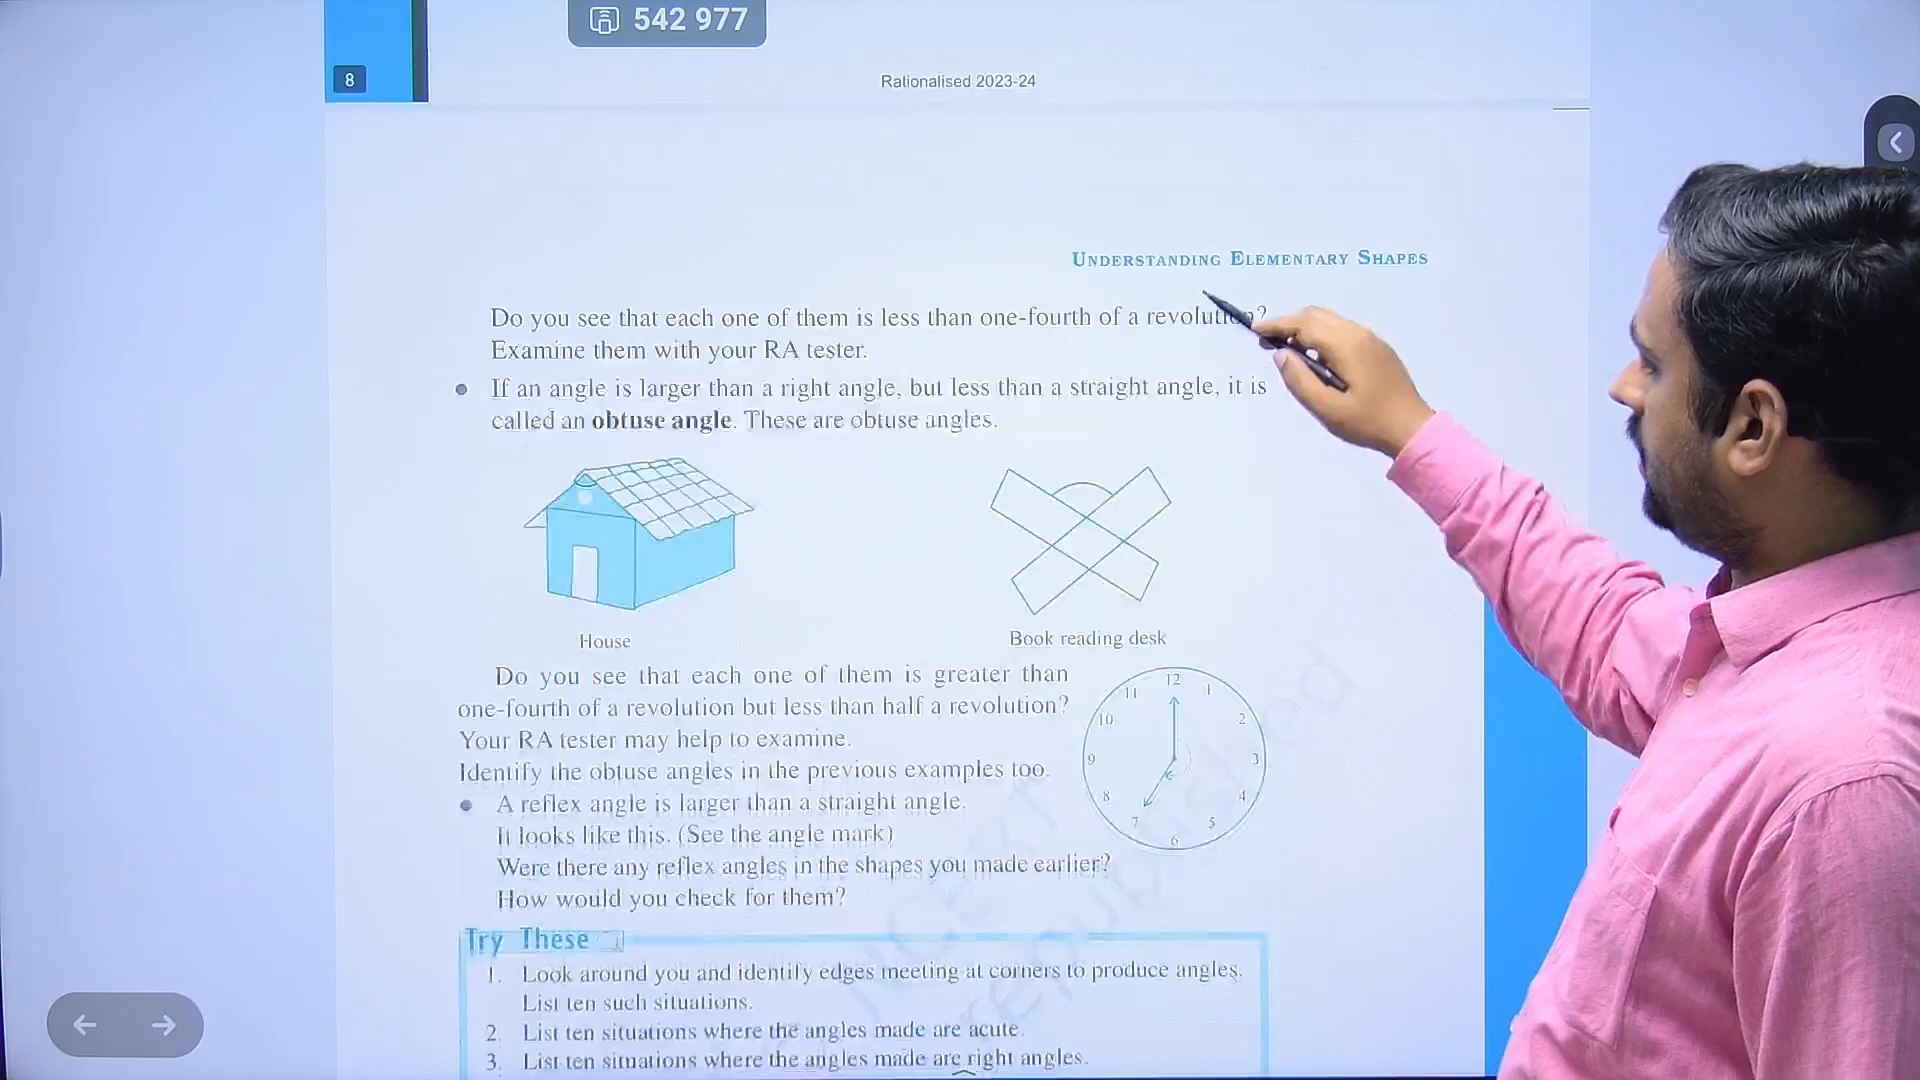 542 977
8
Rationalised 2023-24
UNDERSTANDING ELEMENTARY SHAPES
Do you see that each one of them is less than one-fourth of a revolution?
Examine them with your RA tester.
If an angle is larger than a right angle, but less than a straight angle, it is
called an obtuse angle. These are obtuse angles.
House
Book reading desk
Do you see that each one of them is greater than
one-fourth of a revolution but less than half a revolution?
Your RA tester may help to examine.
Identify the obtuse angles in the previous examples too.
A reflex angle is larger than a straight angle.
It looks like this. (See the angle mark)
Were there any reflex angles in the shapes you made earlier?
How would you check for them?
12
1
2
3
4
5
6
7
8
9
10
11
Try These
1. Look around you and identify edges meeting at corners to produce angles.
List ten such situations.
2. List ten situations where the angles made are acute.
3. List ten situations where the angles made are right angles.
republished